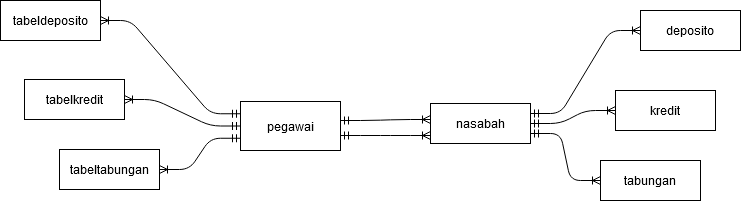 tabeldeposito
deposito
tabelkredit
kredit
pegawai
nasabah
tabeltabungan
tabungan